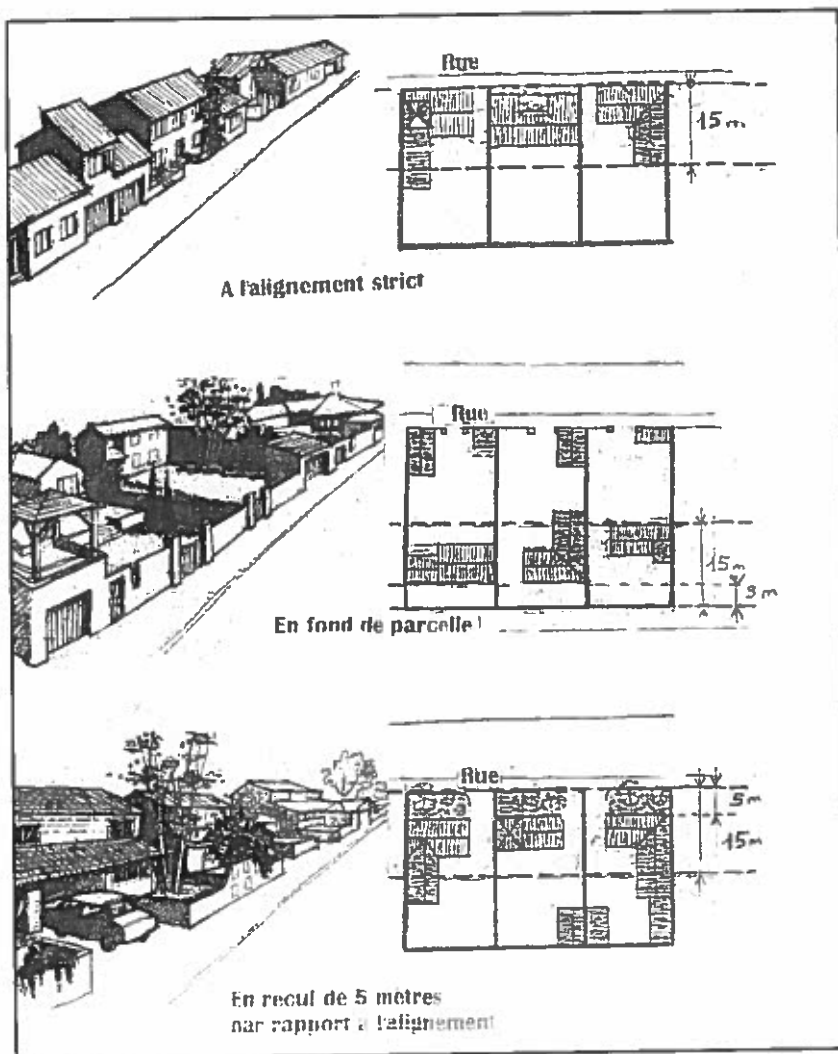 Rue
15 m
A l'alignement strict
Rue
15 m
3 m
En fond de parcelle
Rue
5 m
15 m
En recul de 5 mètres
par rapport à l'alignement